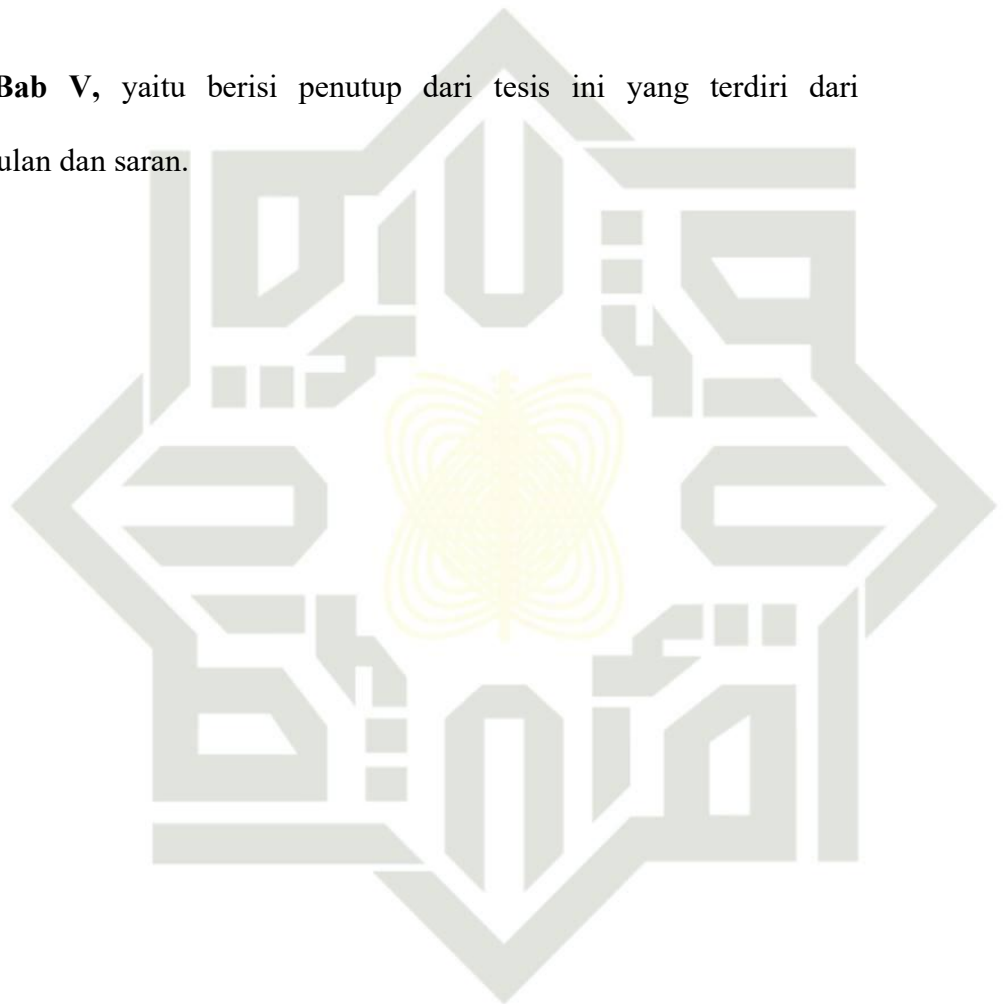 Bab V, yaitu berisi penutup dari tesis ini yang terdiri dari
ulan dan saran.